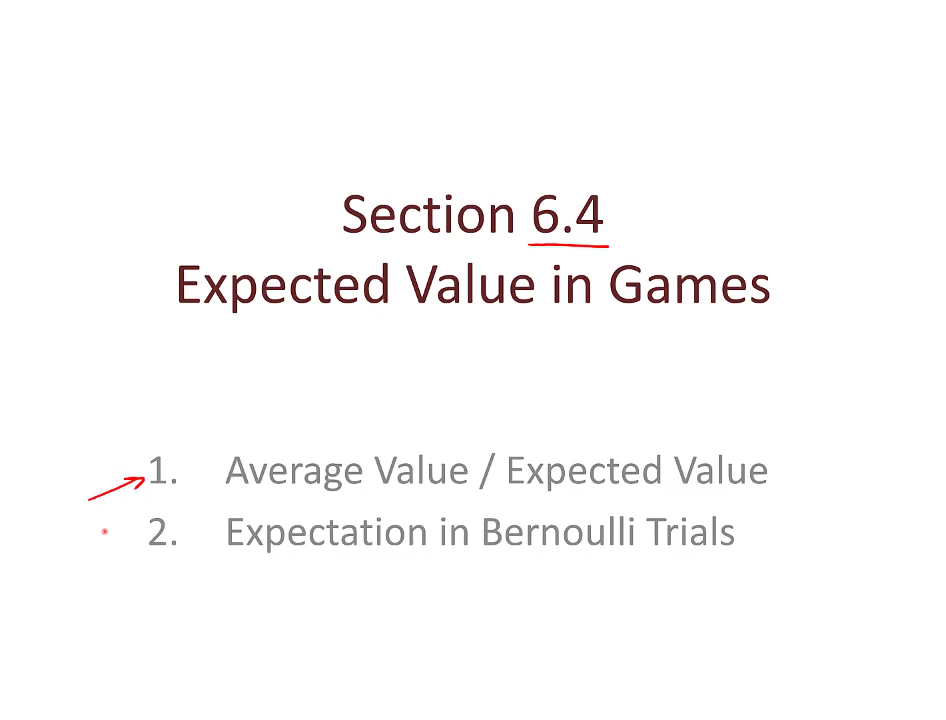 Section 6.4
Expected Value in Games
1. Average Value / Expected Value
2. Expectation in Bernoulli Trials